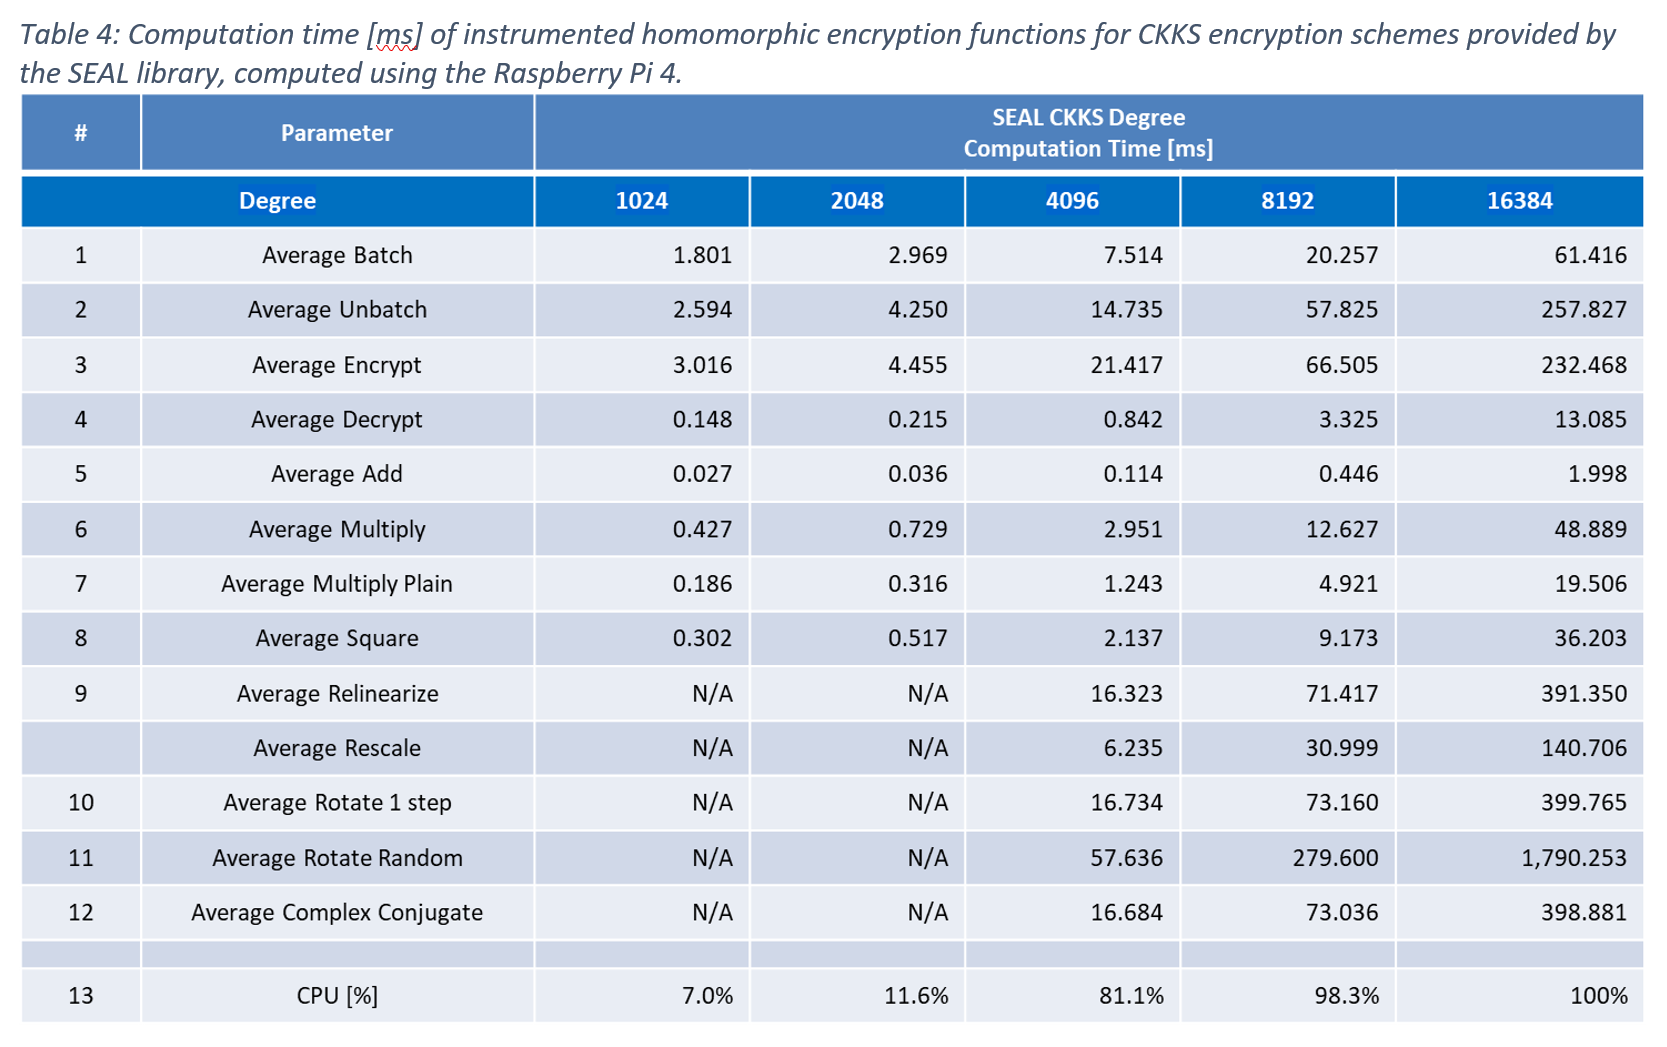 Table 4: Computation time [ms] of instrumented homomorphic encryption functions for CKKS encryption schemes provided by
the SEAL library, computed using the Raspberry Pi 4.
# Parameter SEAL CKKS Degree
Computation Time [ms]
Degree 1024 2048 4096 8192 16384
1 Average Batch 1.801 2.969 7.514 20.257 61.416
2 Average Unbatch 2.594 4.250 14.735 57.825 257.827
3 Average Encrypt 3.016 4.455 21.417 66.505 232.468
4 Average Decrypt 0.148 0.215 0.842 3.325 13.085
5 Average Add 0.027 0.036 0.114 0.446 1.998
6 Average Multiply 0.427 0.729 2.951 12.627 48.889
7 Average Multiply Plain 0.186 0.316 1.243 4.921 19.506
8 Average Square 0.302 0.517 2.137 9.173 36.203
9 Average Relinearize N/A N/A 16.323 71.417 391.350
Average Rescale N/A N/A 6.235 30.999 140.706
10 Average Rotate 1 step N/A N/A 16.734 73.160 399.765
11 Average Rotate Random N/A N/A 57.636 279.600 1,790.253
12 Average Complex Conjugate N/A N/A 16.684 73.036 398.881
13 CPU [%] 7.0% 11.6% 81.1% 98.3% 100%